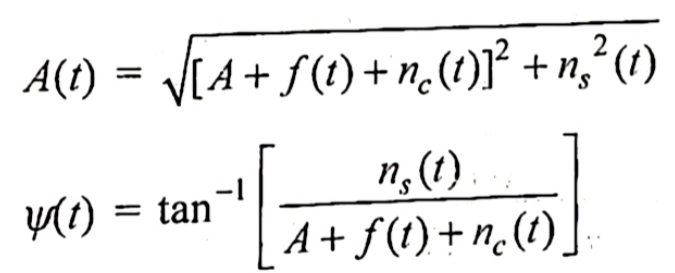 A(t) = √[A + f(t) + n_c(t)]² + n_s²(t)
ψ(t) = tan⁻¹ [ n_s(t) / A + f(t) + n_c(t) ]